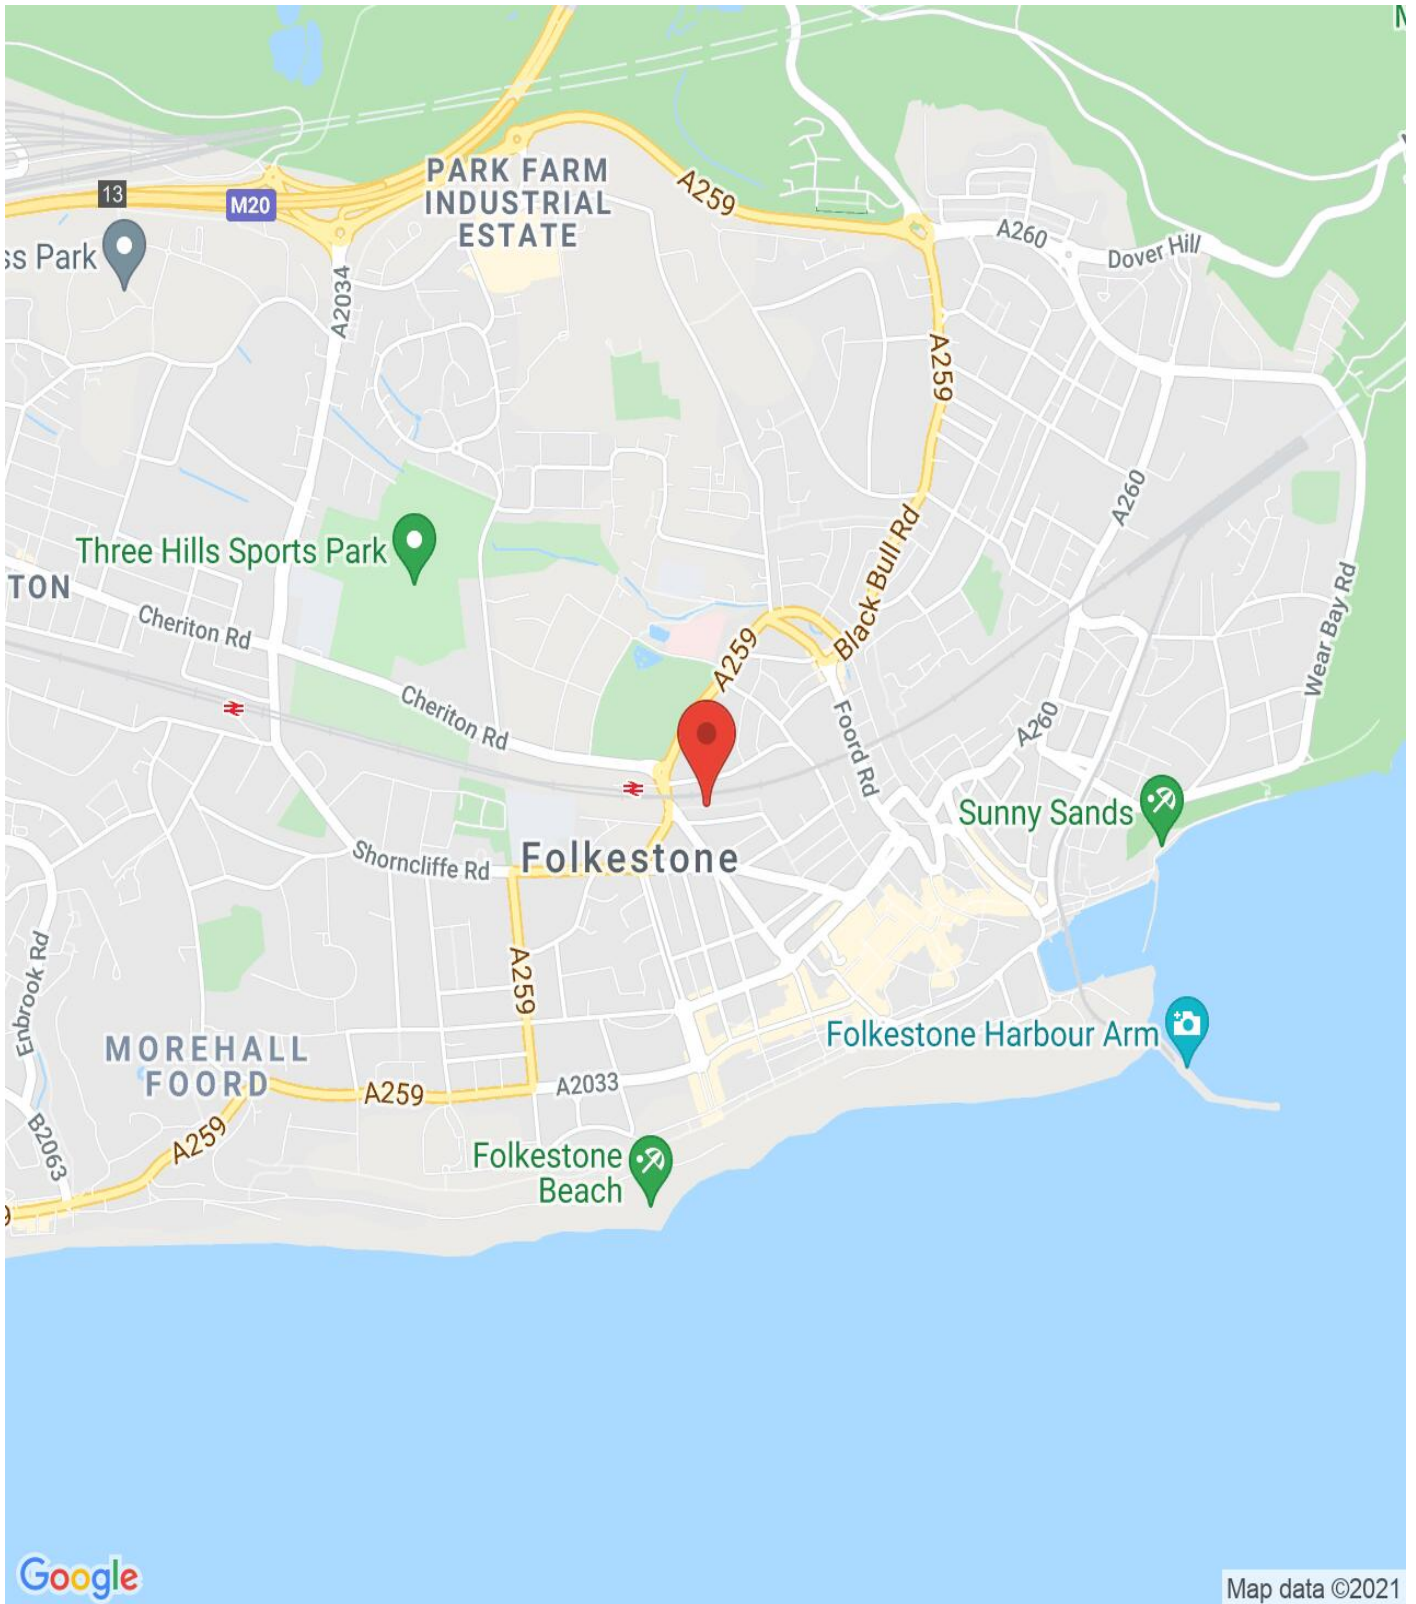 PARK FARM
INDUSTRIAL
ESTATE
A259
13
M20
A260
Dover Hill
ss Park
A2034
A259
A260
Three Hills Sports Park
Black Bull Rd
TON
Wear Bay Rd
Cheriton Rd
A259
Cheriton Rd
Foord Rd
A260
Sunny Sands
Folkestone
Shorncliffe Rd
Enbrook Rd
A259
Folkestone Harbour Arm
MOREHALL
FOORD
A2033
A259
B2063
A259
Folkestone
Beach
9
Google
Map data ©2021